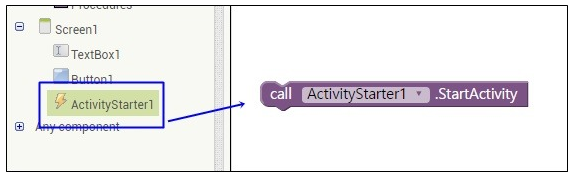 Procedures
Screen1
TextBox1
Button1
ActivityStarter1
Any component
call ActivityStarter1 .StartActivity